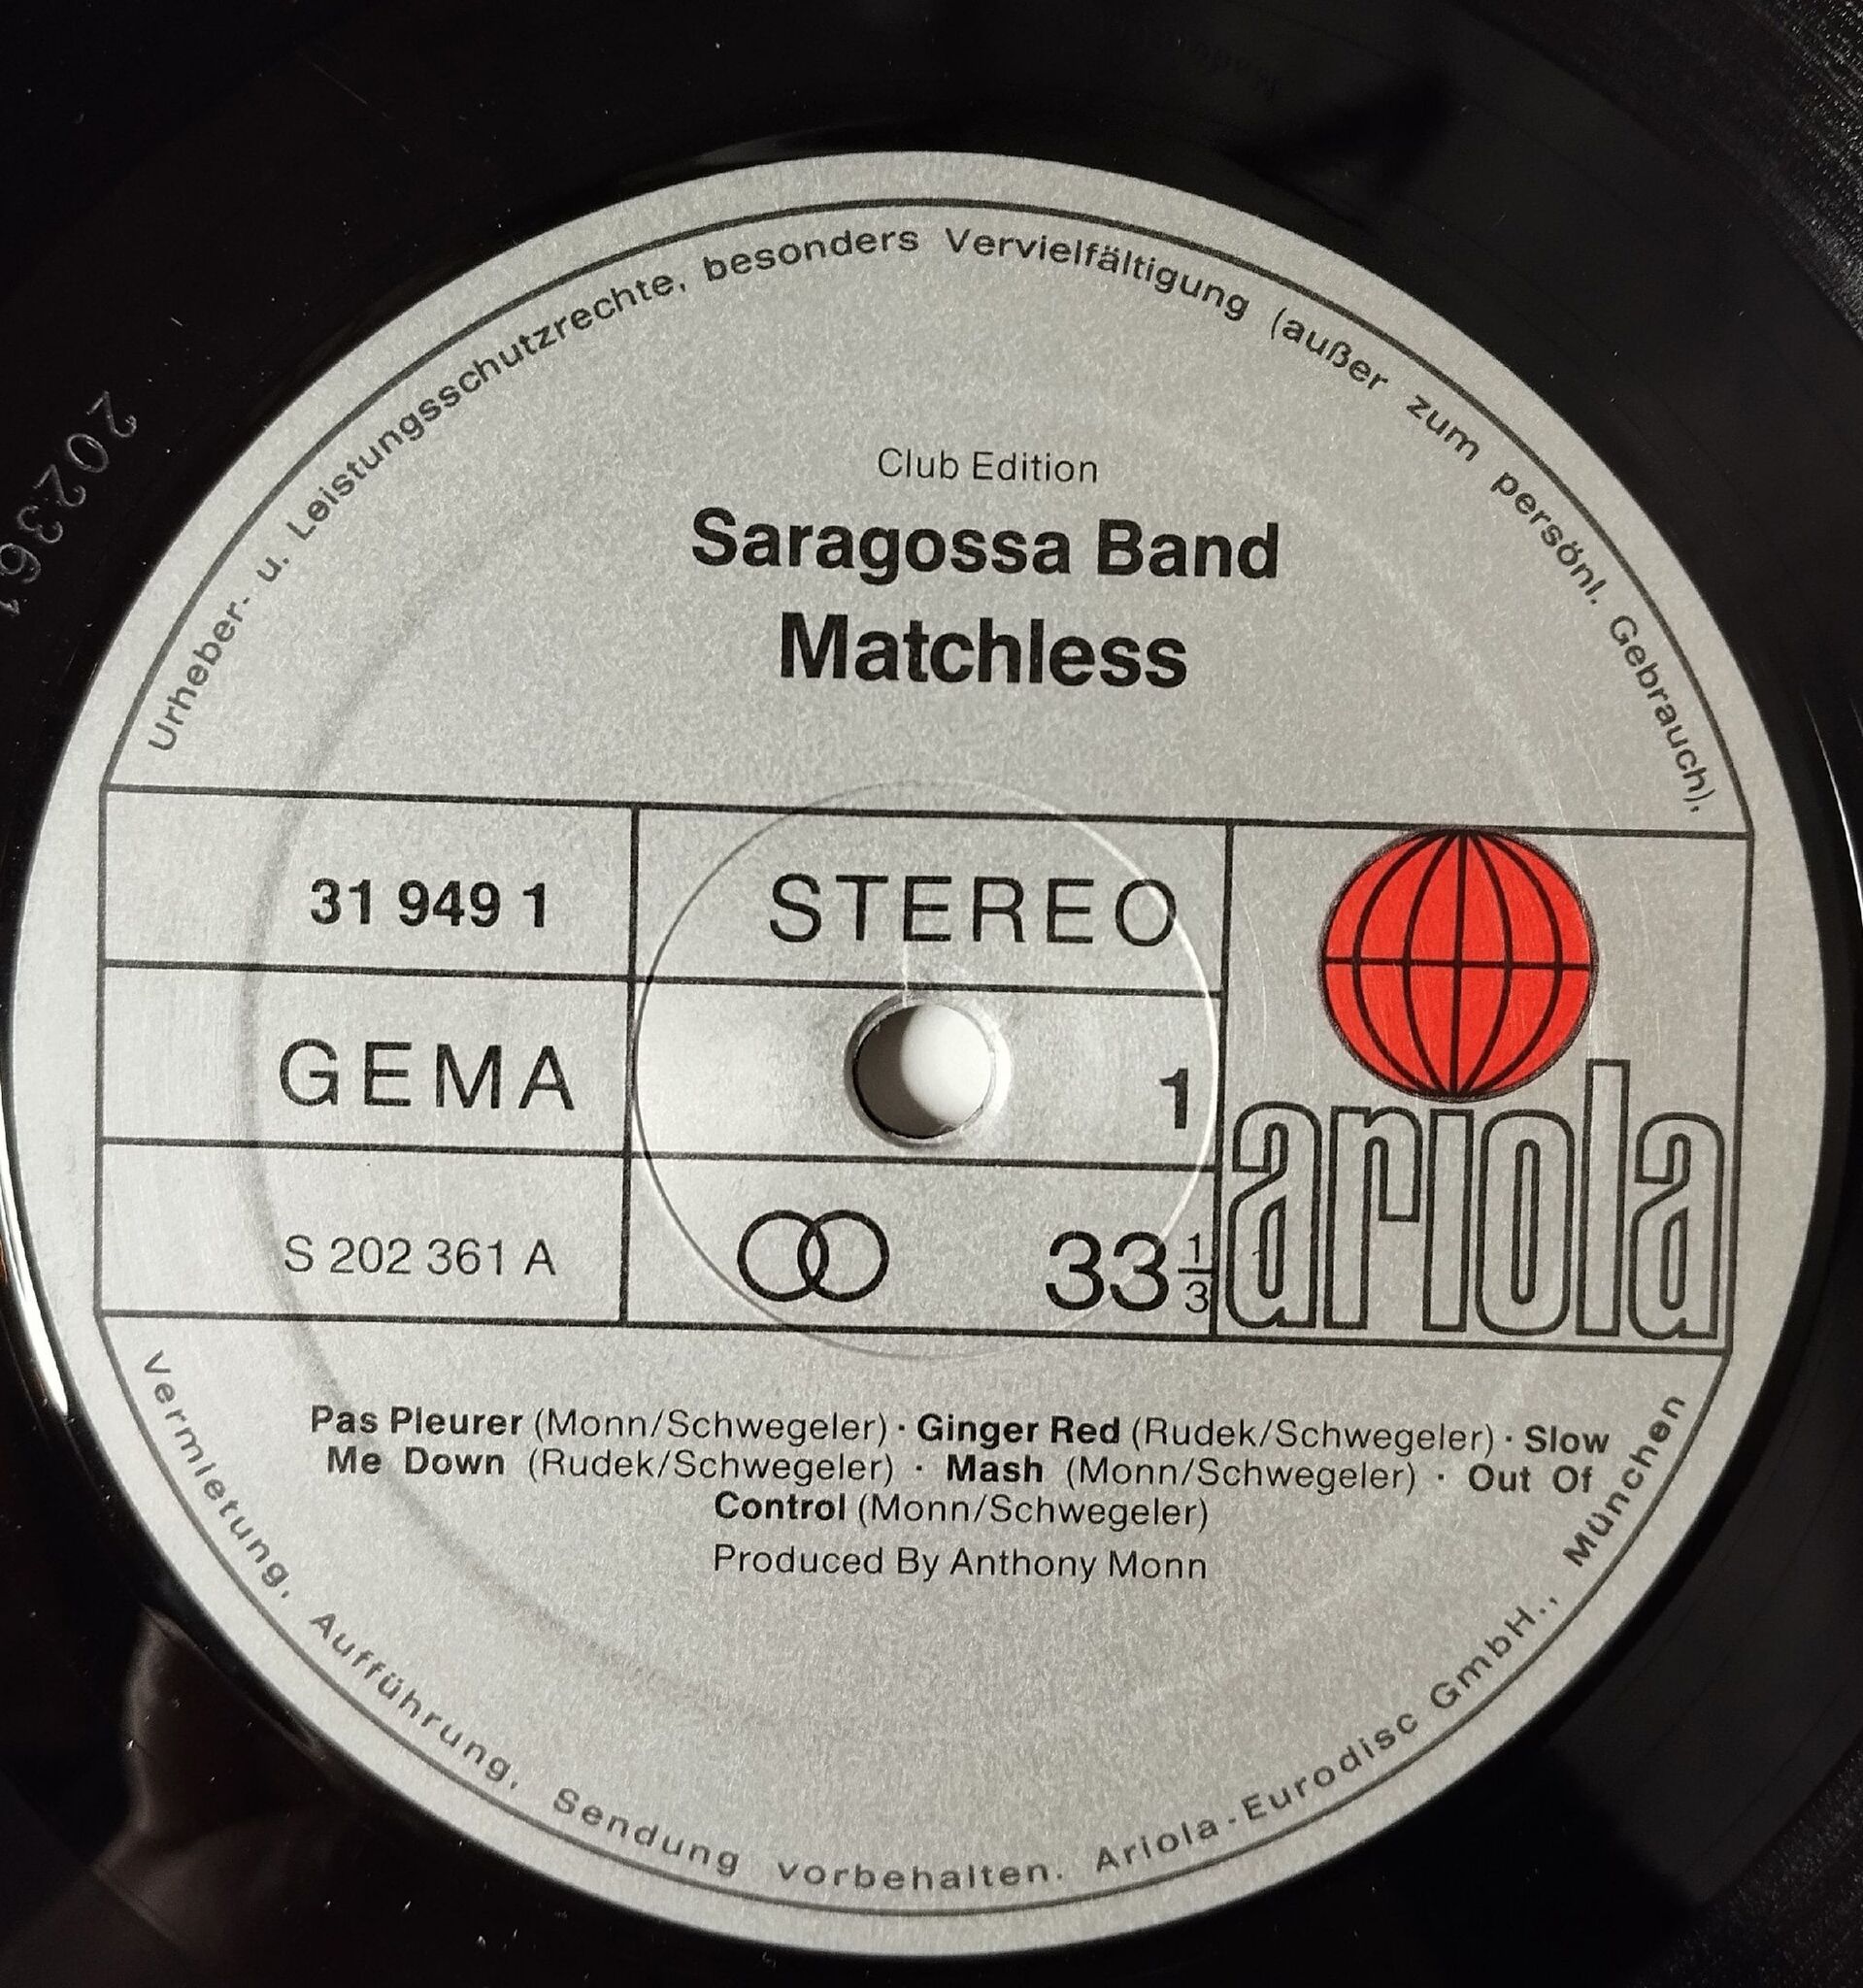 Urheber- u. Leistungsschutzrechte, besonders Vervielfältigung (außer zum persönl. Gebrauch),
Club Edition
Saragossa Band
Matchless
31 949 1
STEREO
GEMA
1
S 202 361 A
33 1/3
ariola
Pas Pleurer (Monn/Schwegeler) · Ginger Red (Rudek/Schwegeler) · Slow
Me Down (Rudek/Schwegeler) · Mash (Monn/Schwegeler) · Out Of
Control (Monn/Schwegeler)
Produced By Anthony Monn
Vermietung, Aufführung, Sendung vorbehalten. Ariola-Eurodisc GmbH., München
202361